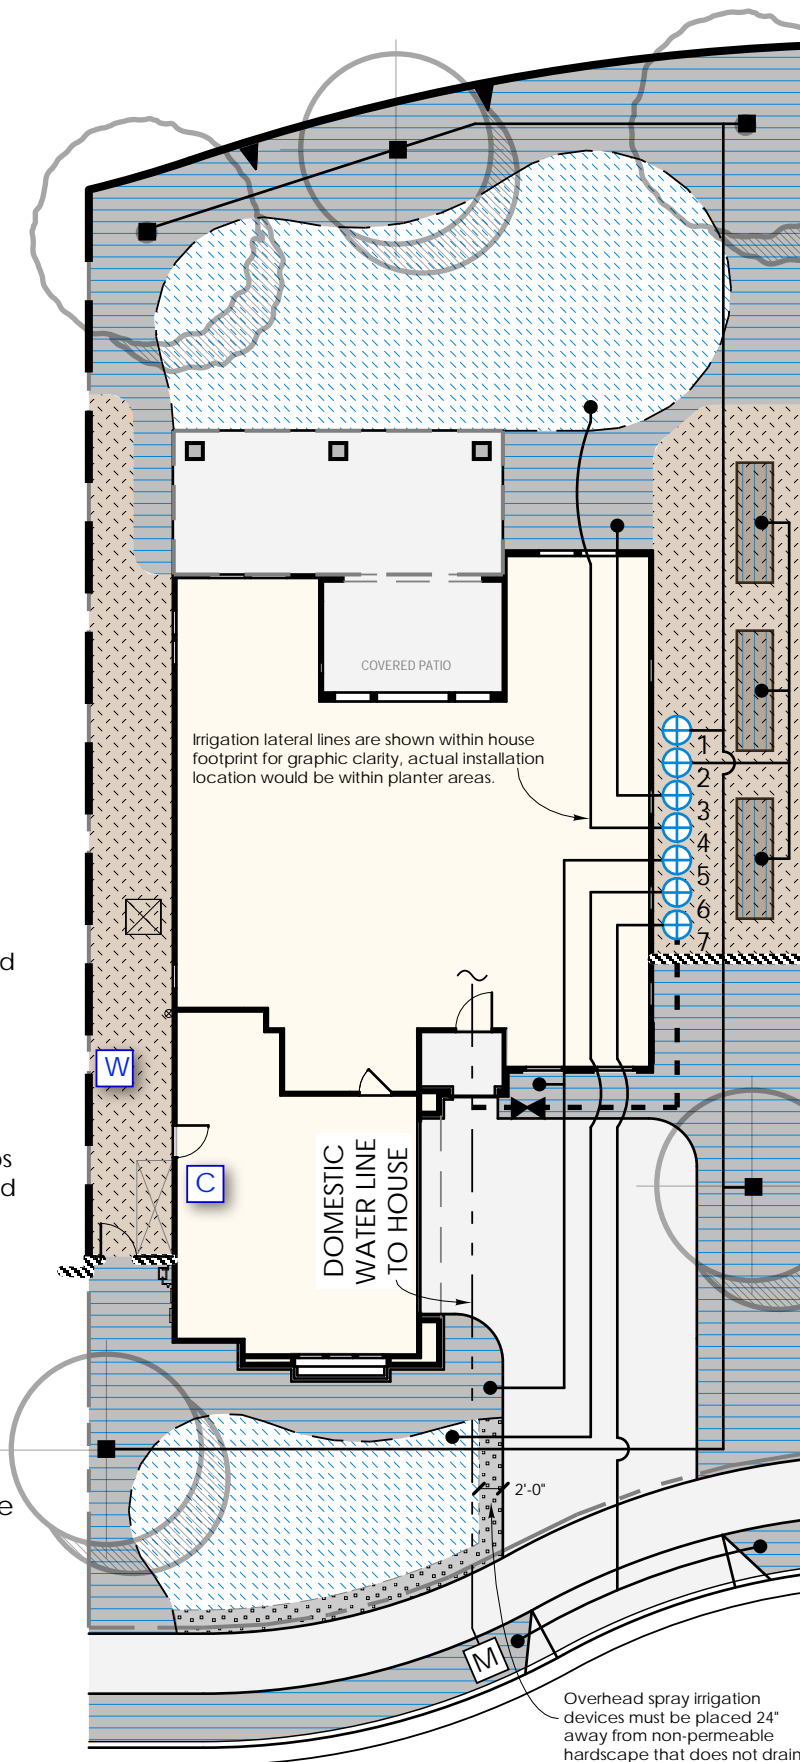 COVERED PATIO
Irrigation lateral lines are shown within house
footprint for graphic clarity, actual installation
location would be within planter areas.
1
2
3
4
5
6
7
d
W
ps
d
C
DOMESTIC
WATER LINE
TO HOUSE
e
2'-0"
M
Overhead spray irrigation
devices must be placed 24"
away from non-permeable
hardscape that does not drain